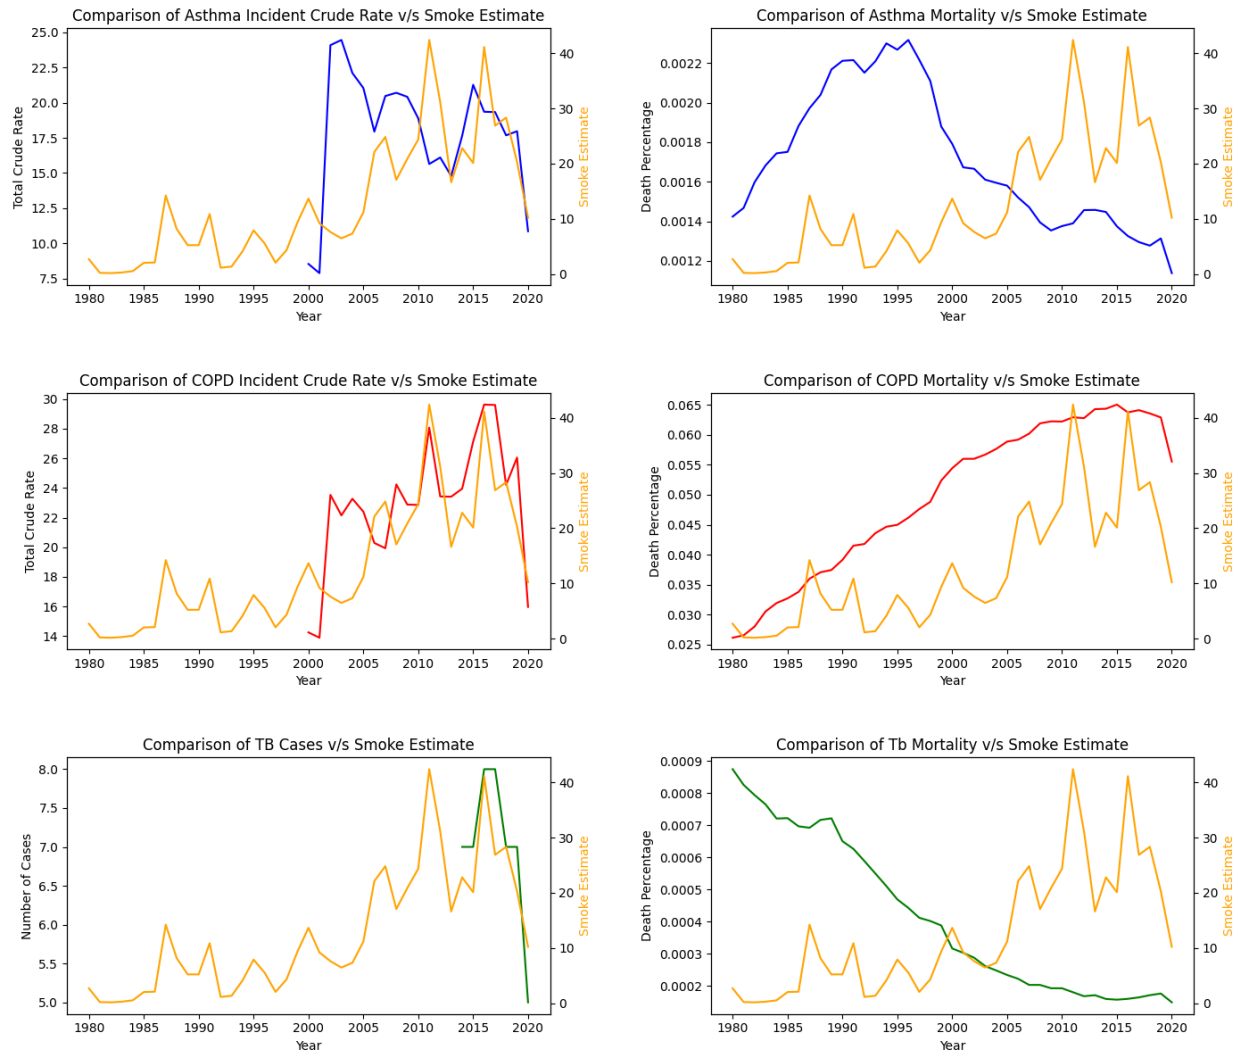 Comparison of Asthma Incident Crude Rate v/s Smoke Estimate
25.0
22.5
20.0
17.5
15.0
12.5
10.0
7.5
Total Crude Rate
40
30
20
10
0
Smoke Estimate
1980 1985 1990 1995 2000 2005 2010 2015 2020
Year
Comparison of Asthma Mortality v/s Smoke Estimate
0.0022
0.0020
0.0018
0.0016
0.0014
0.0012
Death Percentage
40
30
20
10
0
Smoke Estimate
1980 1985 1990 1995 2000 2005 2010 2015 2020
Year
Comparison of COPD Incident Crude Rate v/s Smoke Estimate
30
28
26
24
22
20
18
16
14
Total Crude Rate
40
30
20
10
0
Smoke Estimate
1980 1985 1990 1995 2000 2005 2010 2015 2020
Year
Comparison of COPD Mortality v/s Smoke Estimate
0.065
0.060
0.055
0.050
0.045
0.040
0.035
0.030
0.025
Death Percentage
40
30
20
10
0
Smoke Estimate
1980 1985 1990 1995 2000 2005 2010 2015 2020
Year
Comparison of TB Cases v/s Smoke Estimate
8.0
7.5
7.0
6.5
6.0
5.5
5.0
Number of Cases
40
30
20
10
0
Smoke Estimate
1980 1985 1990 1995 2000 2005 2010 2015 2020
Year
Comparison of Tb Mortality v/s Smoke Estimate
0.0009
0.0008
0.0007
0.0006
0.0005
0.0004
0.0003
0.0002
Death Percentage
40
30
20
10
0
Smoke Estimate
1980 1985 1990 1995 2000 2005 2010 2015 2020
Year